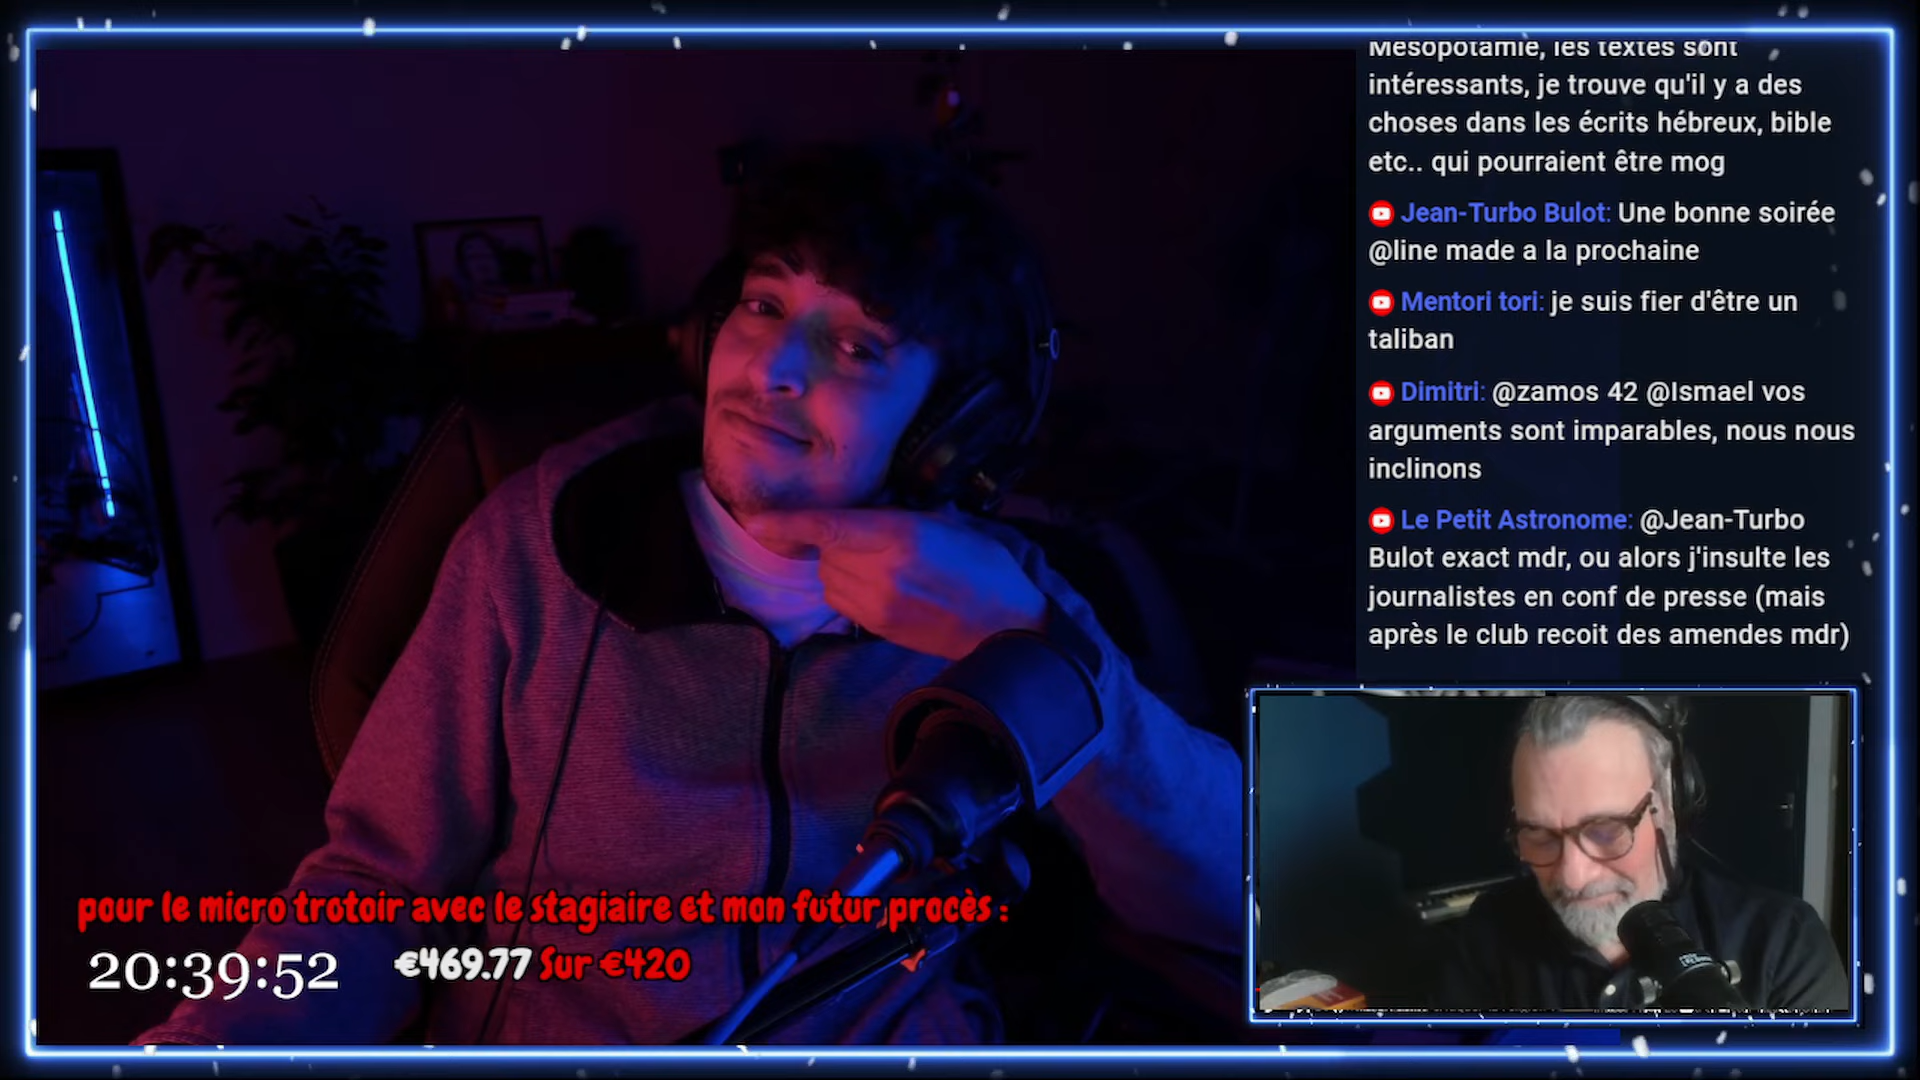 Mésopotamie, les textes sont
intéressants, je trouve qu'il y a des
choses dans les écrits hébreux, bible
etc.. qui pourraient être mog
Jean-Turbo Bulot: Une bonne soirée
@line made a la prochaine
Mentori tori: je suis fier d'être un
taliban
Dimitri: @zamos 42 @Ismael vos
arguments sont imparables, nous nous
inclinons
Le Petit Astronome: @Jean-Turbo
Bulot exact mdr, ou alors j'insulte les
journalistes en conf de presse (mais
après le club recoit des amendes mdr)
pour le micro trotoir avec le stagiaire et mon futur procès :
20:39:52
€469.77 Sur €420